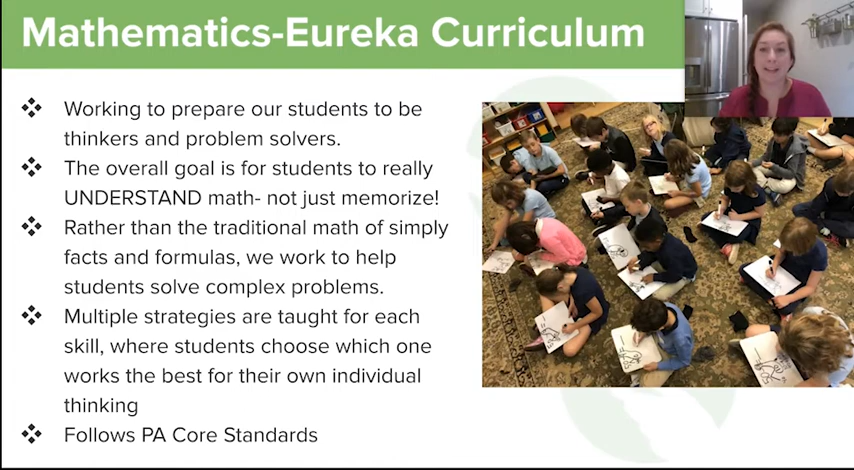 Mathematics-Eureka Curriculum
Working to prepare our students to be
thinkers and problem solvers.
The overall goal is for students to really
UNDERSTAND math- not just memorize!
Rather than the traditional math of simply
facts and formulas, we work to help
students solve complex problems.
Multiple strategies are taught for each
skill, where students choose which one
works the best for their own individual
thinking
Follows PA Core Standards